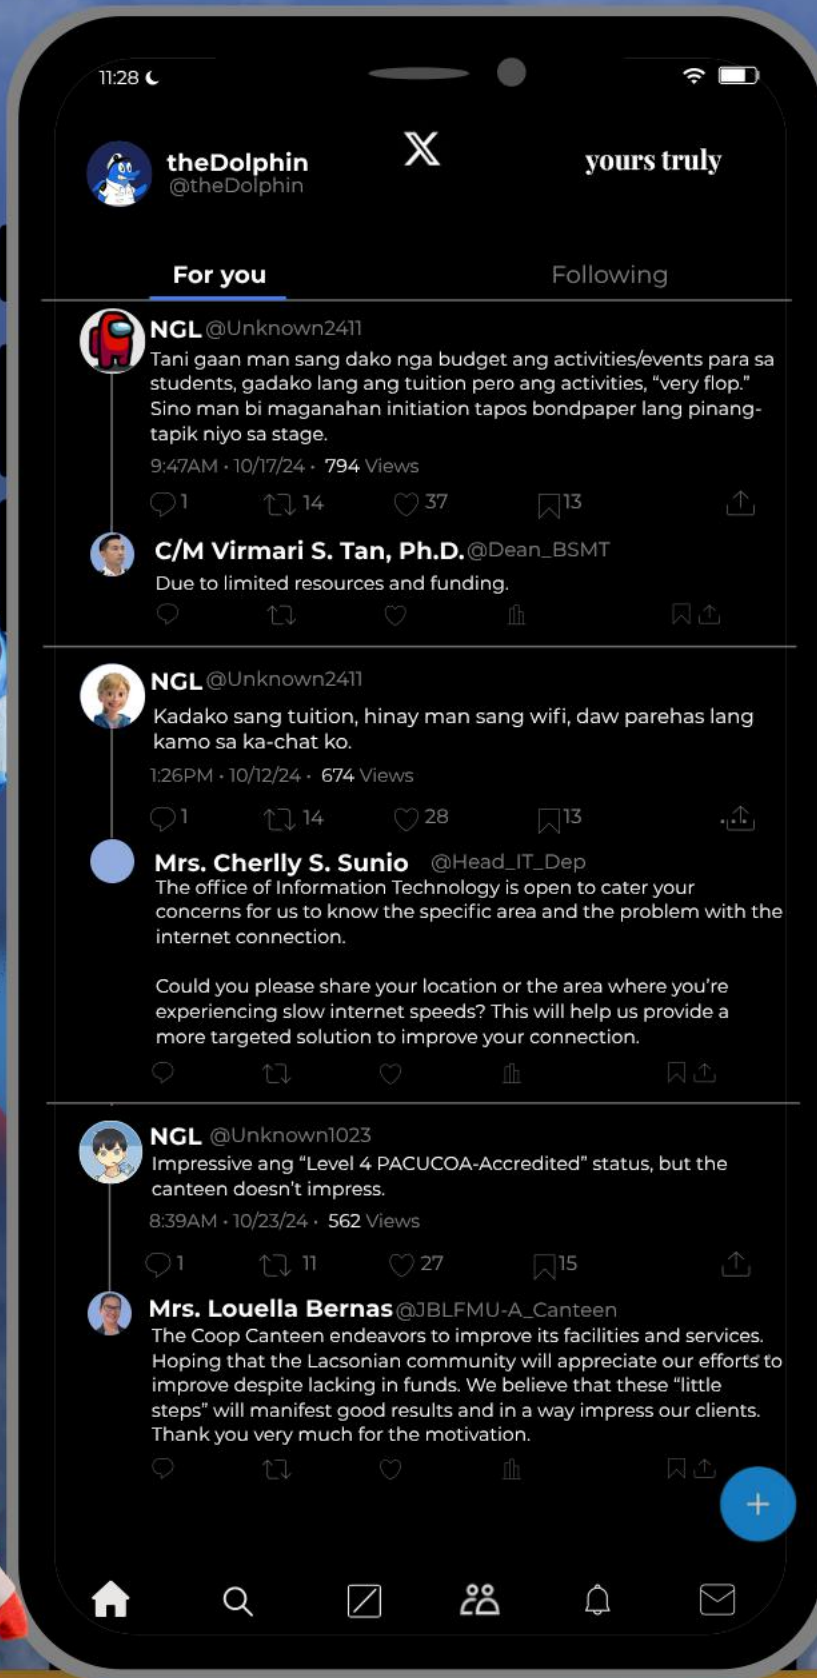 11:28
theDolphin
@theDolphin
X
yours truly
For you
Following
NGL @Unknown2411
Tani gaan man sang dako nga budget ang activities/events para sa
students, gadako lang ang tuition pero ang activities, “very flop.”
Sino man bi maganahan initiation tapos bondpaper lang pinang-
tapik niyo sa stage.
9:47AM · 10/17/24 · 794 Views
1 14 37 13
C/M Virmari S. Tan, Ph.D. @Dean_BSMT
Due to limited resources and funding.
NGL @Unknown2411
Kadako sang tuition, hinay man sang wifi, daw parehas lang
kamo sa ka-chat ko.
1:26PM · 10/12/24 · 674 Views
1 14 28 13
Mrs. Cherlly S. Sunio @Head_IT_Dep
The office of Information Technology is open to cater your
concerns for us to know the specific area and the problem with the
internet connection.
Could you please share your location or the area where you’re
experiencing slow internet speeds? This will help us provide a
more targeted solution to improve your connection.
NGL @Unknown1023
Impressive ang “Level 4 PACUCOA-Accredited” status, but the
canteen doesn’t impress.
8:39AM · 10/23/24 · 562 Views
1 11 27 15
Mrs. Louella Bernas @JBLFMU-A_Canteen
The Coop Canteen endeavors to improve its facilities and services.
Hoping that the Lacsonian community will appreciate our efforts to
improve despite lacking in funds. We believe that these “little
steps” will manifest good results and in a way impress our clients.
Thank you very much for the motivation.